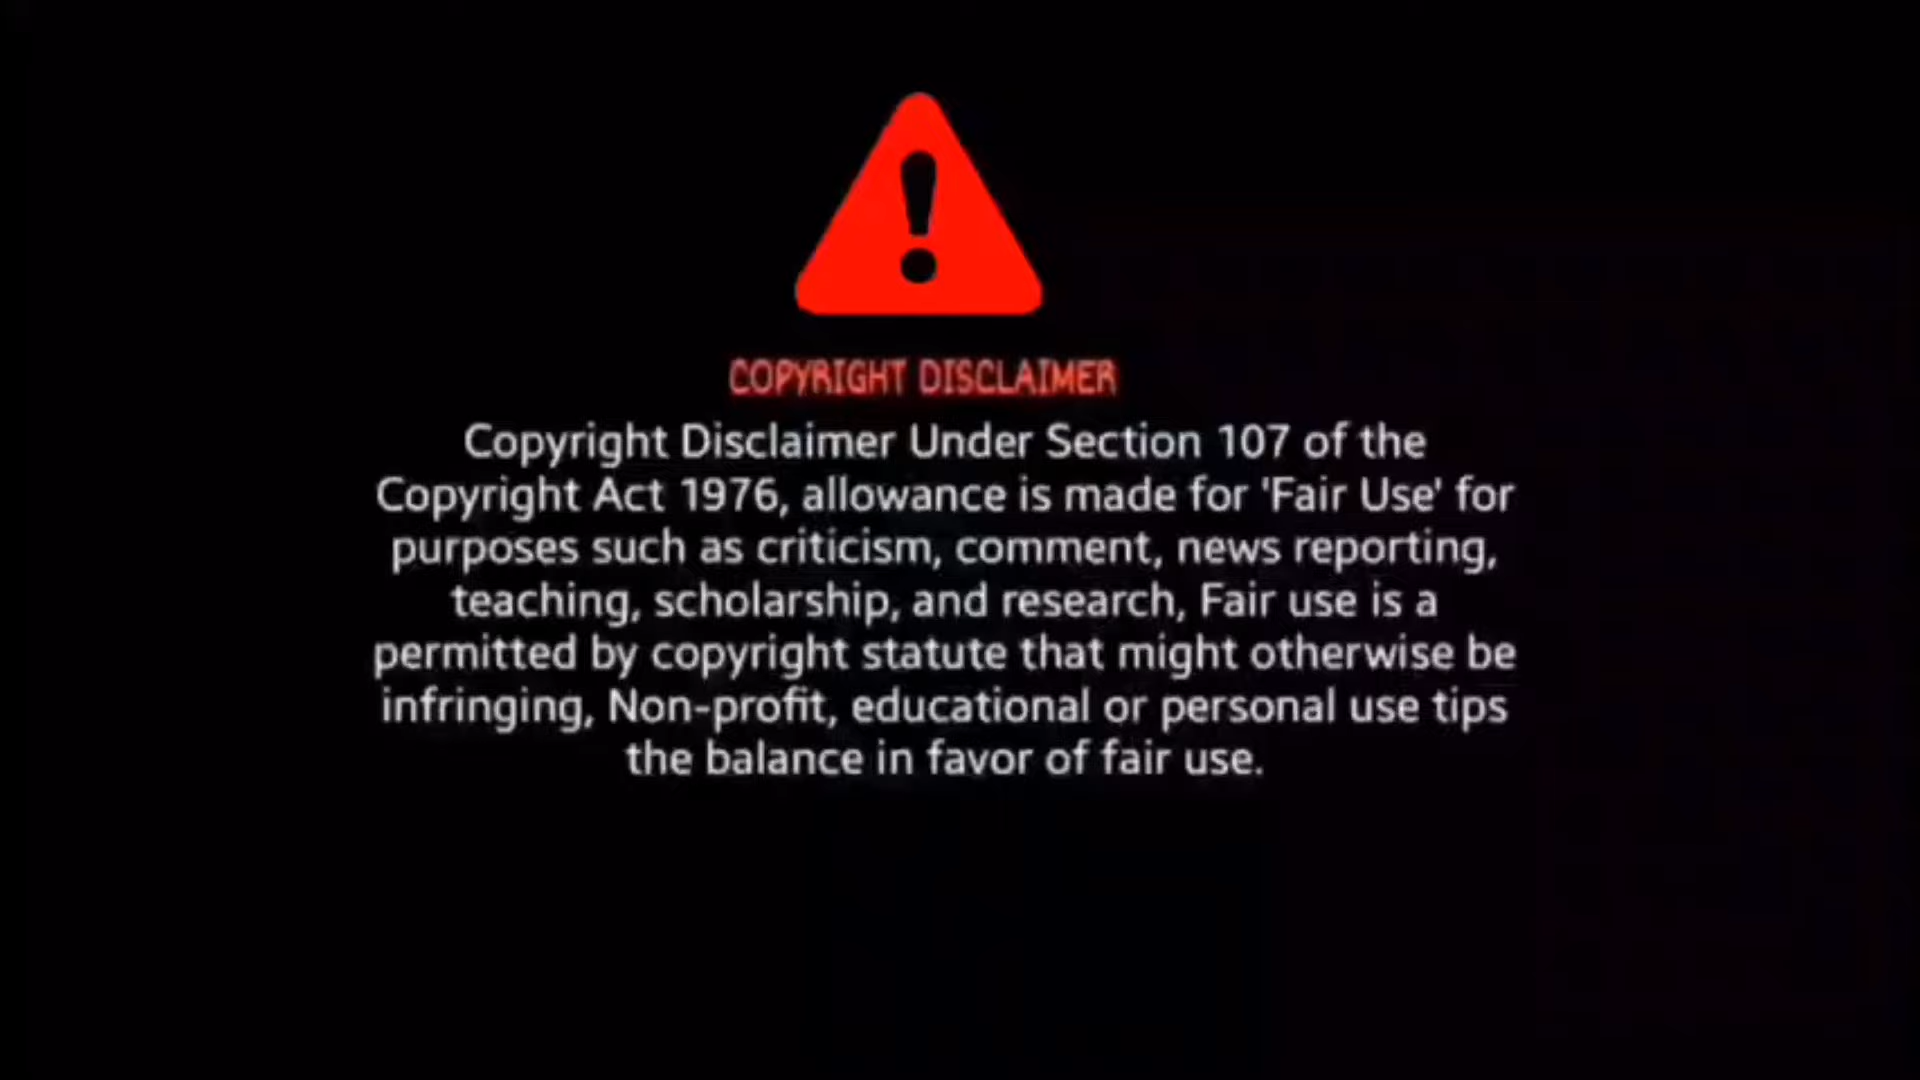 COPYRIGHT DISCLAIMER
Copyright Disclaimer Under Section 107 of the
Copyright Act 1976, allowance is made for 'Fair Use' for
purposes such as criticism, comment, news reporting,
teaching, scholarship, and research, Fair use is a
permitted by copyright statute that might otherwise be
infringing, Non-profit, educational or personal use tips
the balance in favor of fair use.